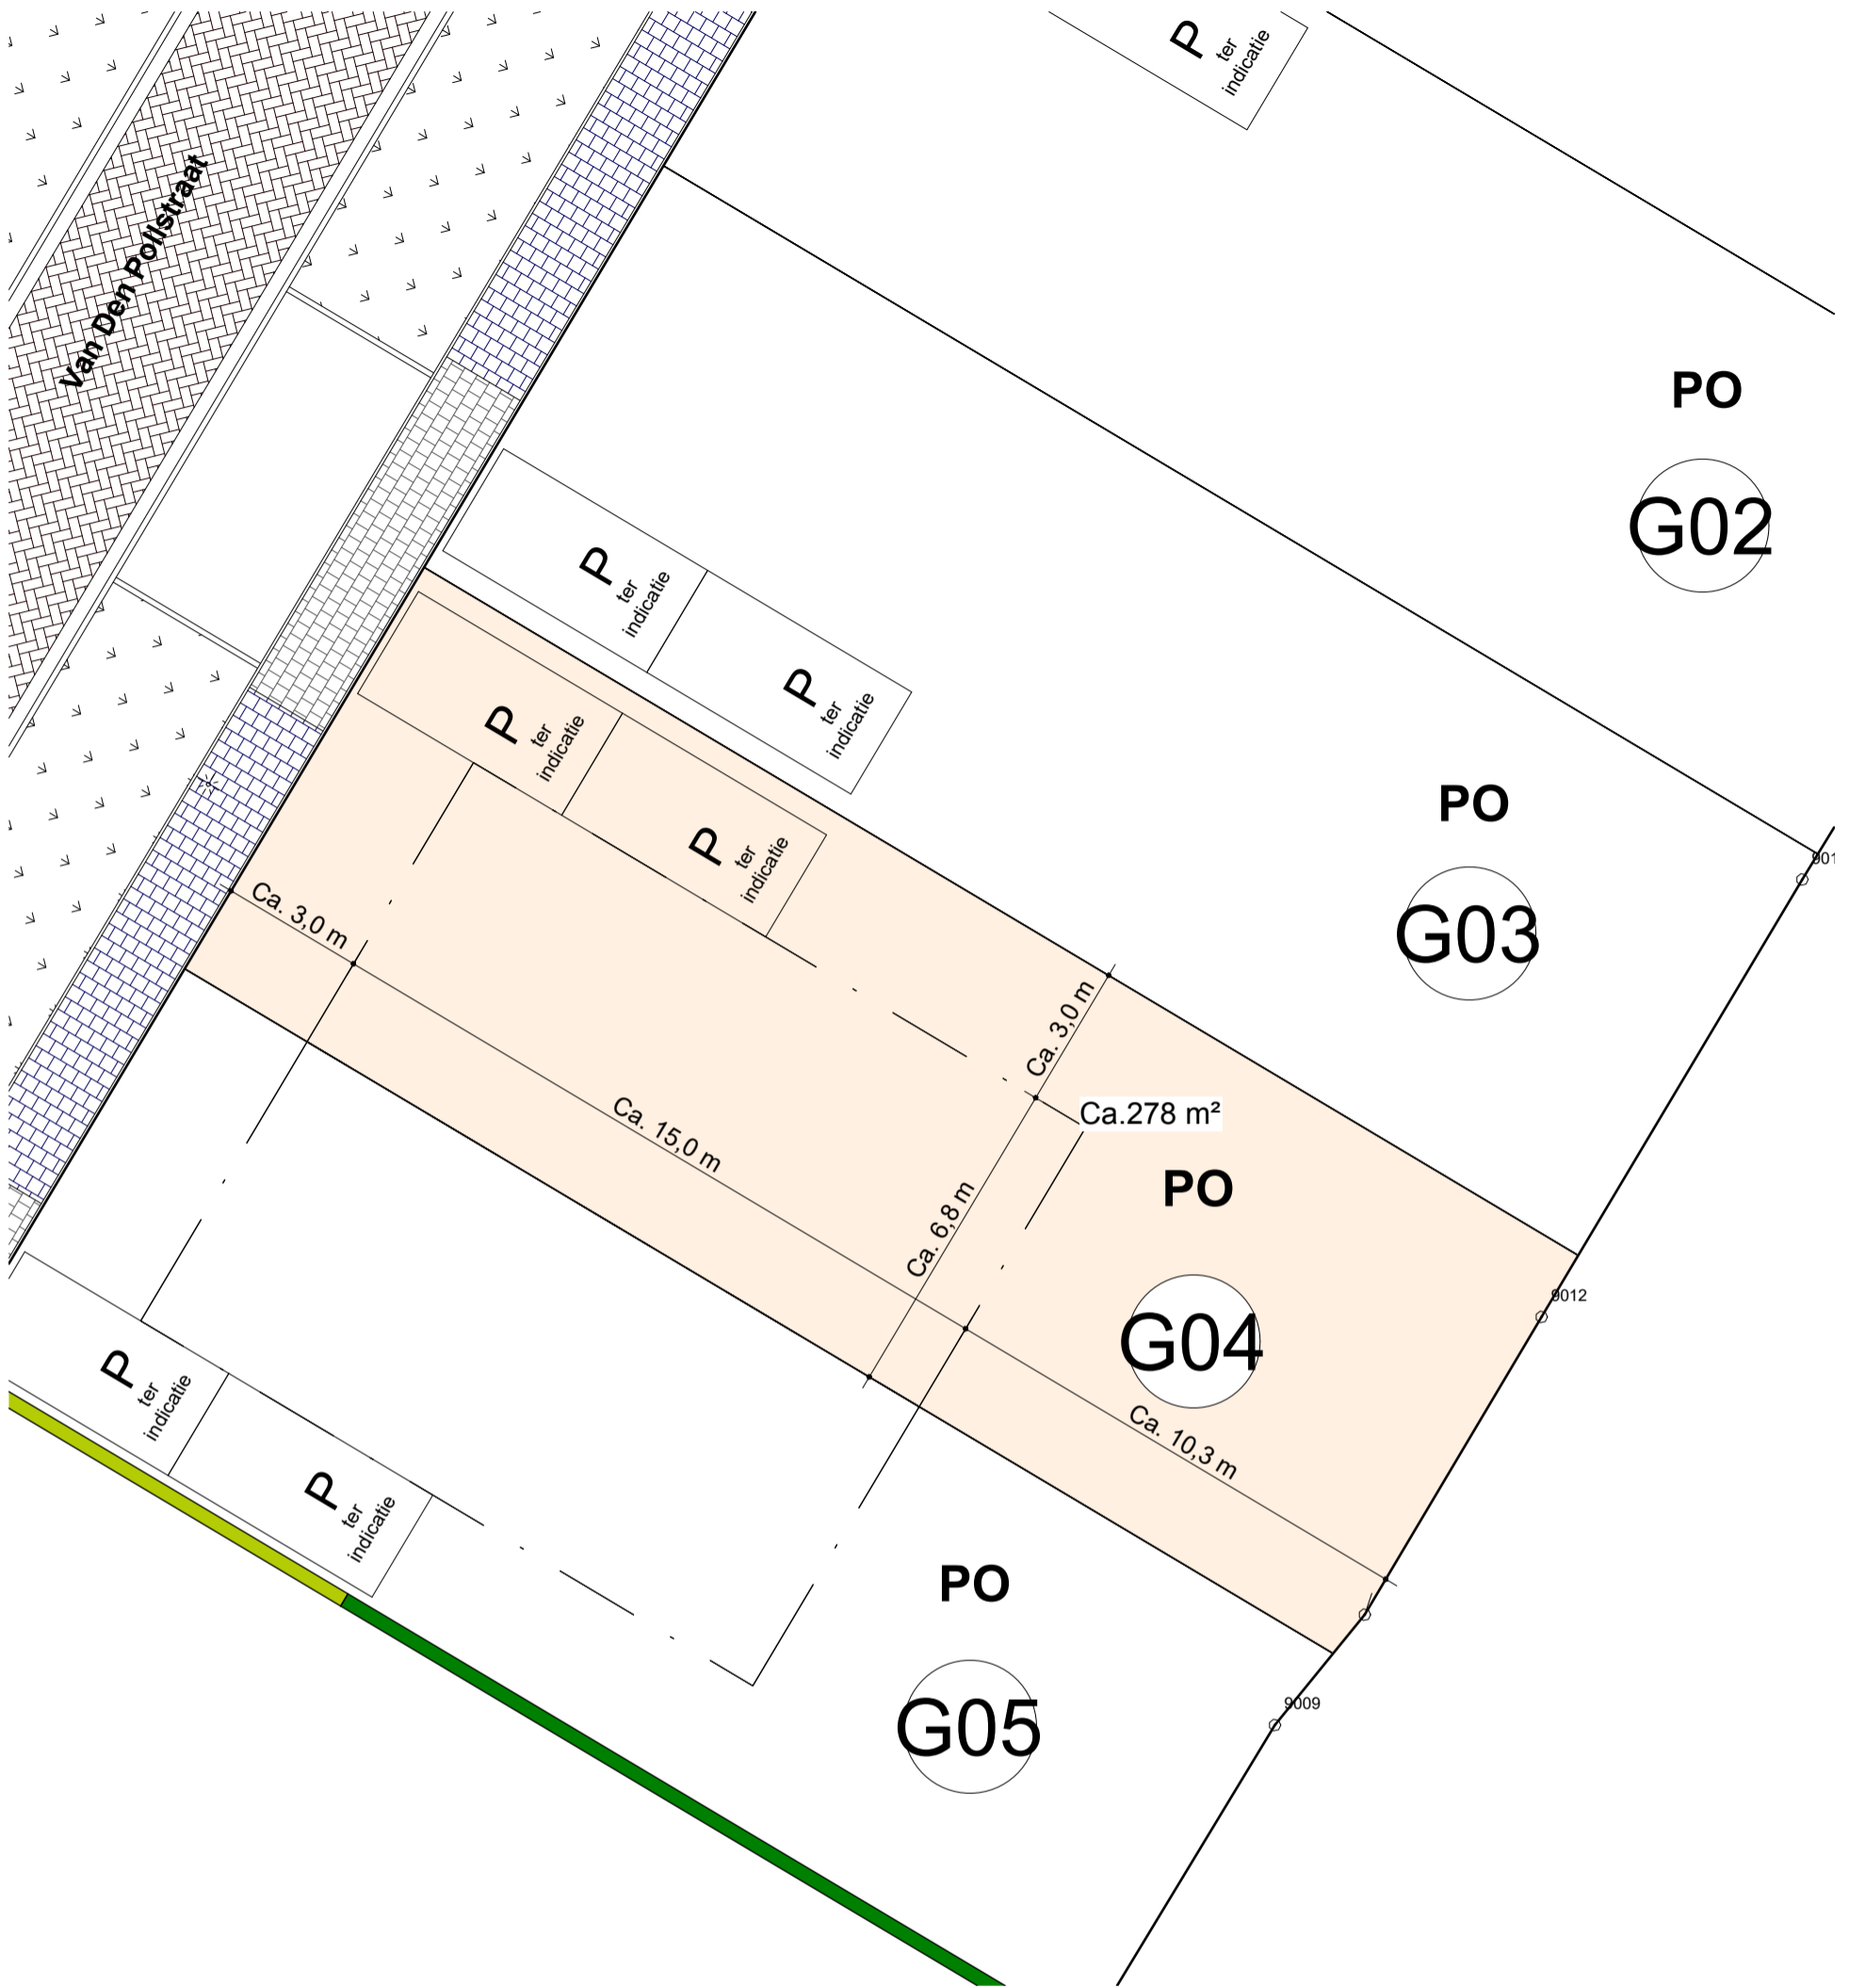 P
ter
indicatie
Van Den Pollstraat
PO
G02
P
ter
indicatie
P
ter
indicatie
P
ter
indicatie
P
ter
indicatie
PO
G03
901
Ca. 3,0 m
Ca. 3,0 m
Ca.278 m²
Ca. 15,0 m
Ca. 6,8 m
PO
G04
9012
Ca. 10,3 m
P
ter
indicatie
P
ter
indicatie
PO
G05
9009